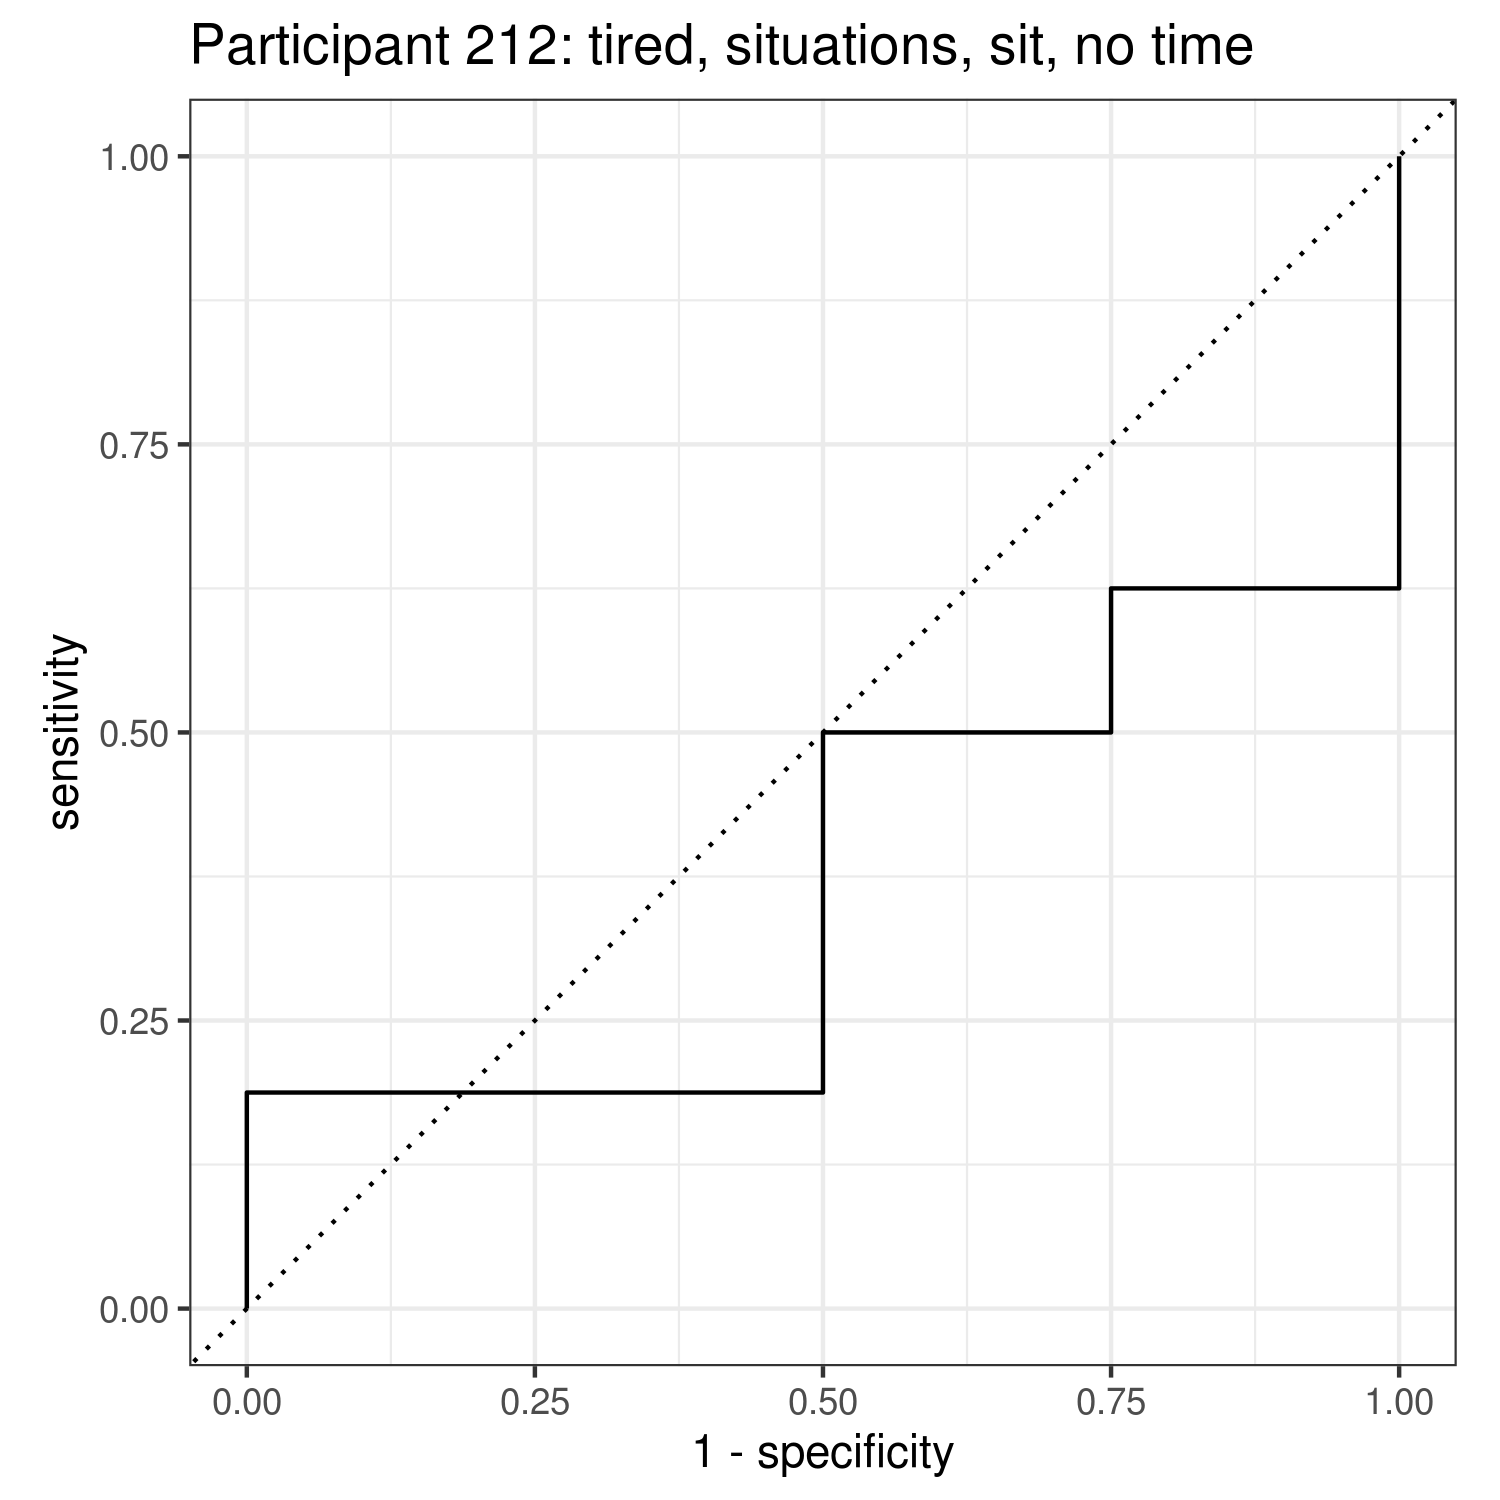 Participant 212: tired, situations, sit, no time
1.00
0.75
0.50
0.25
0.00
sensitivity
0.00 0.25 0.50 0.75 1.00
1 - specificity